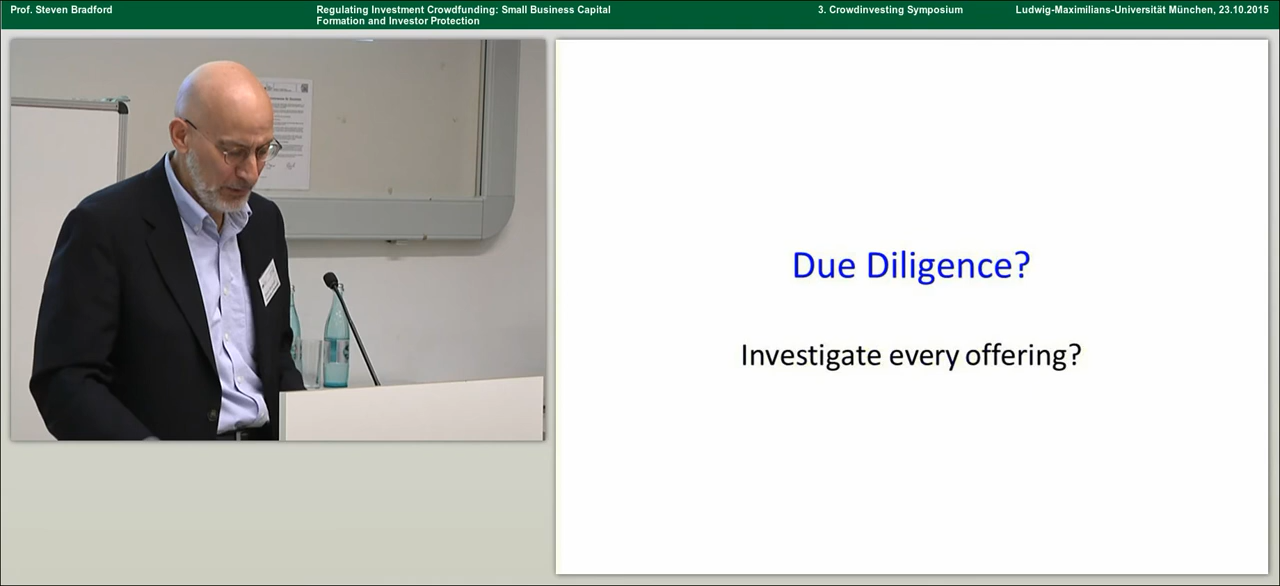 Prof. Steven Bradford
Regulating Investment Crowdfunding: Small Business Capital
Formation and Investor Protection
3. Crowdinvesting Symposium
Ludwig-Maximilians-Universität München, 23.10.2015
Due Diligence?
Investigate every offering?